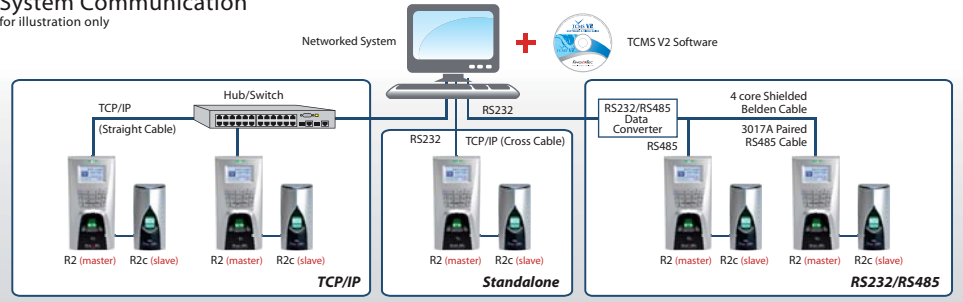 System Communication
for illustration only
Networked System
TCMS V2
TCMS V2 Software
Hub/Switch
TCP/IP
(Straight Cable)
R2 (master)
R2c (slave)
R2 (master)
R2c (slave)
TCP/IP
RS232
RS232
TCP/IP (Cross Cable)
R2 (master)
R2c (slave)
Standalone
RS232/RS485
Data
Converter
RS485
4 core Shielded
Belden Cable
3017A Paired
RS485 Cable
R2 (master)
R2c (slave)
R2 (master)
R2c (slave)
RS232/RS485